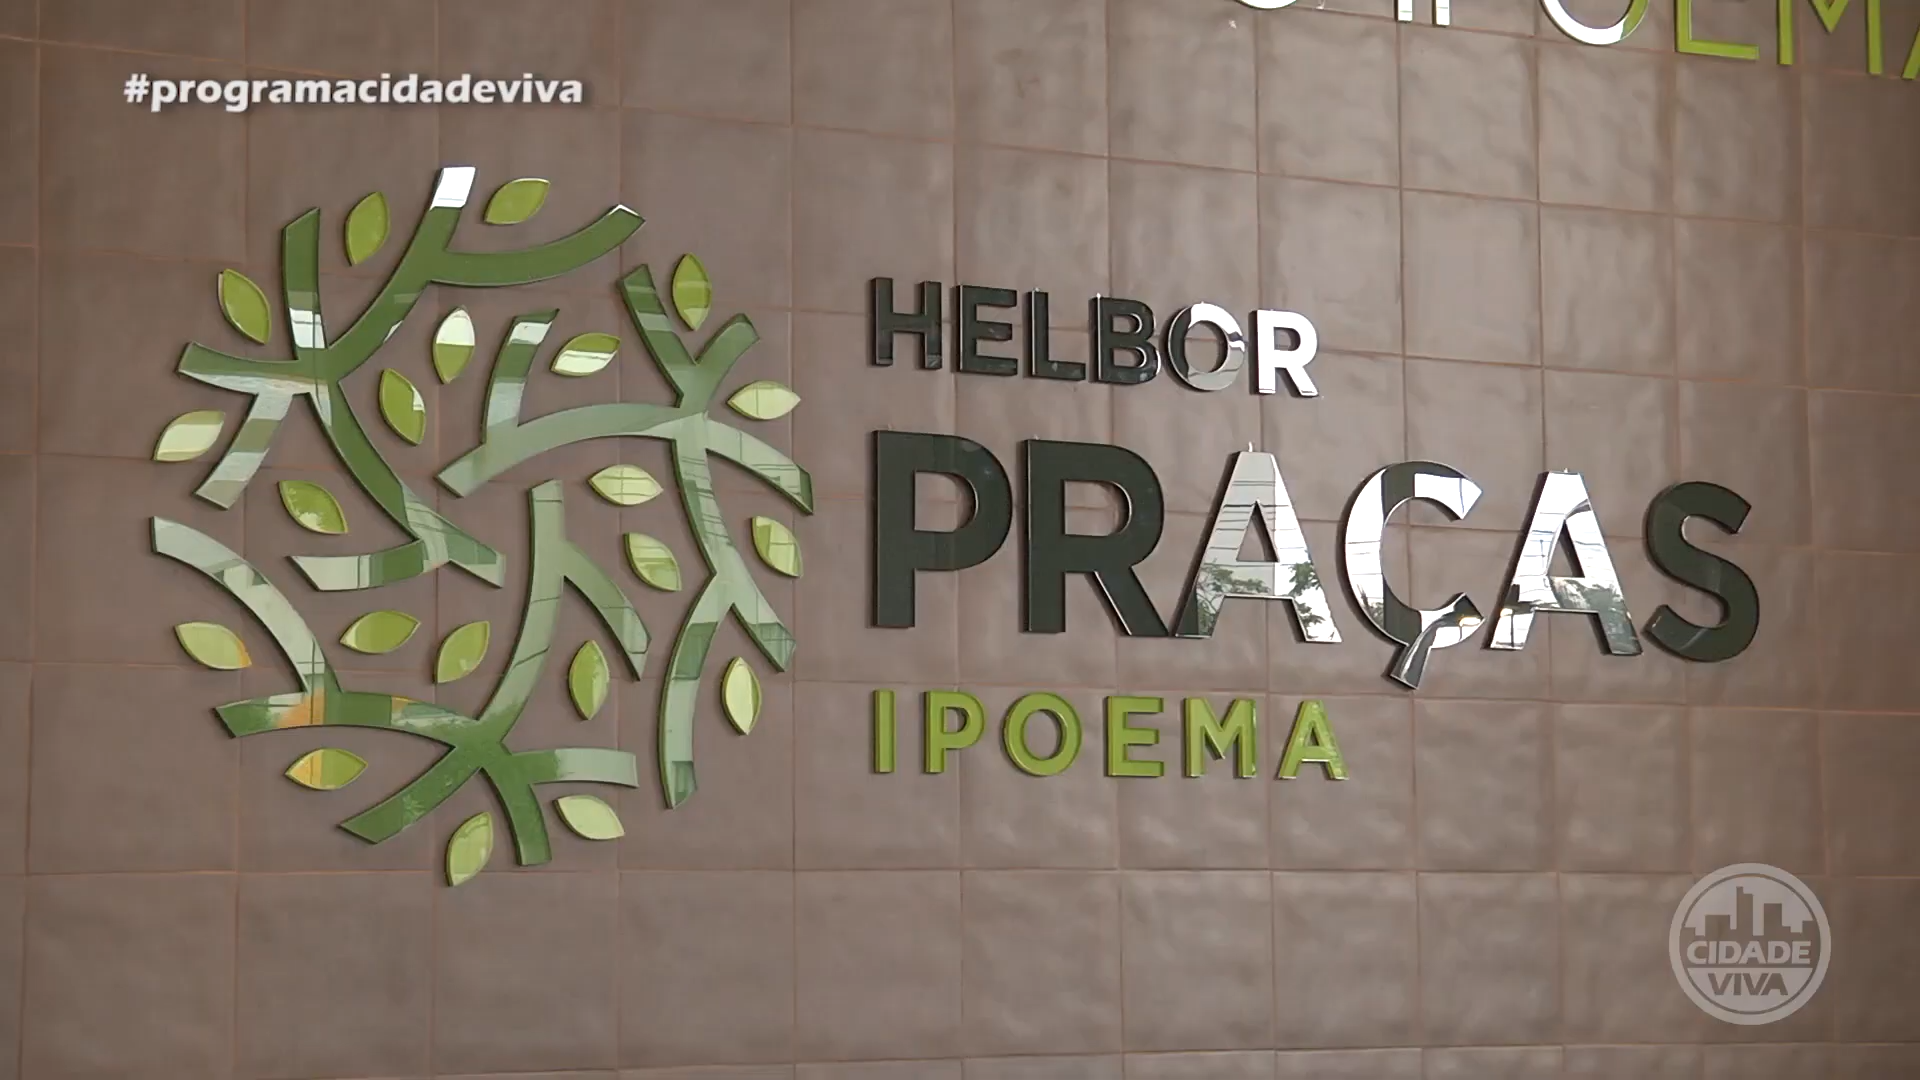 #programacidadeviva
HELBOR
PRAÇAS
IPOEMA
CIDADE
VIVA